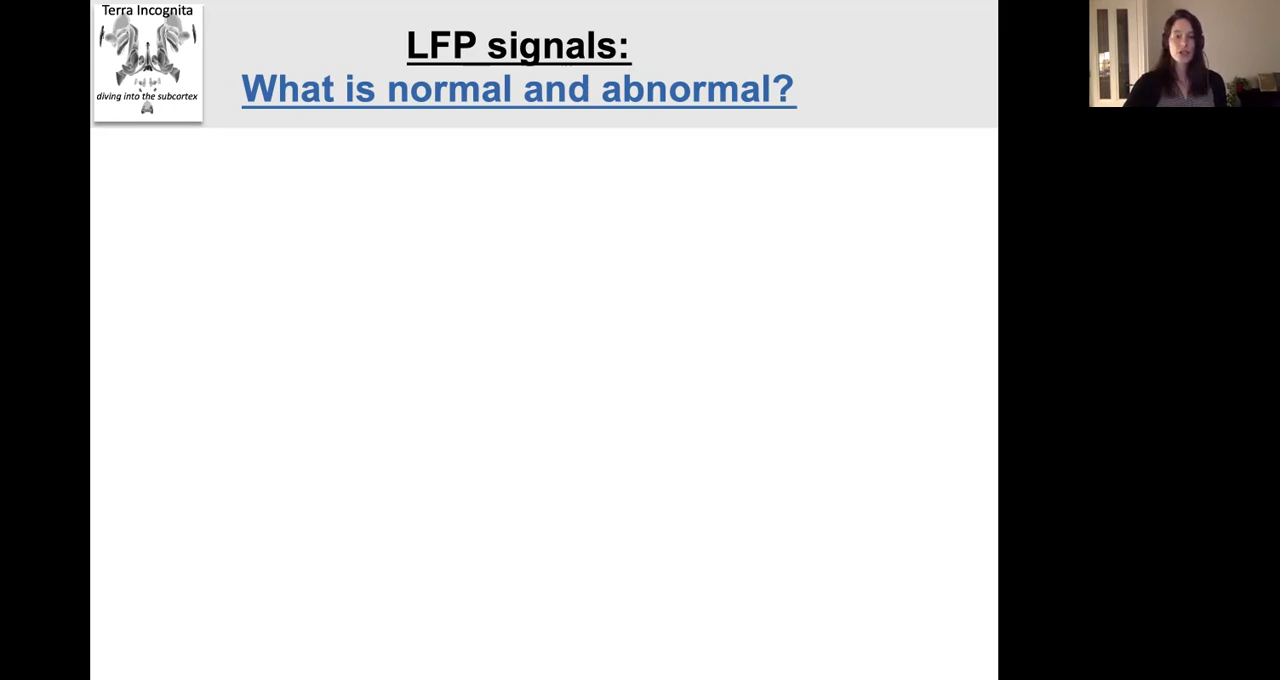 Terra Incognita
diving into the subcortex
LFP signals:
What is normal and abnormal?